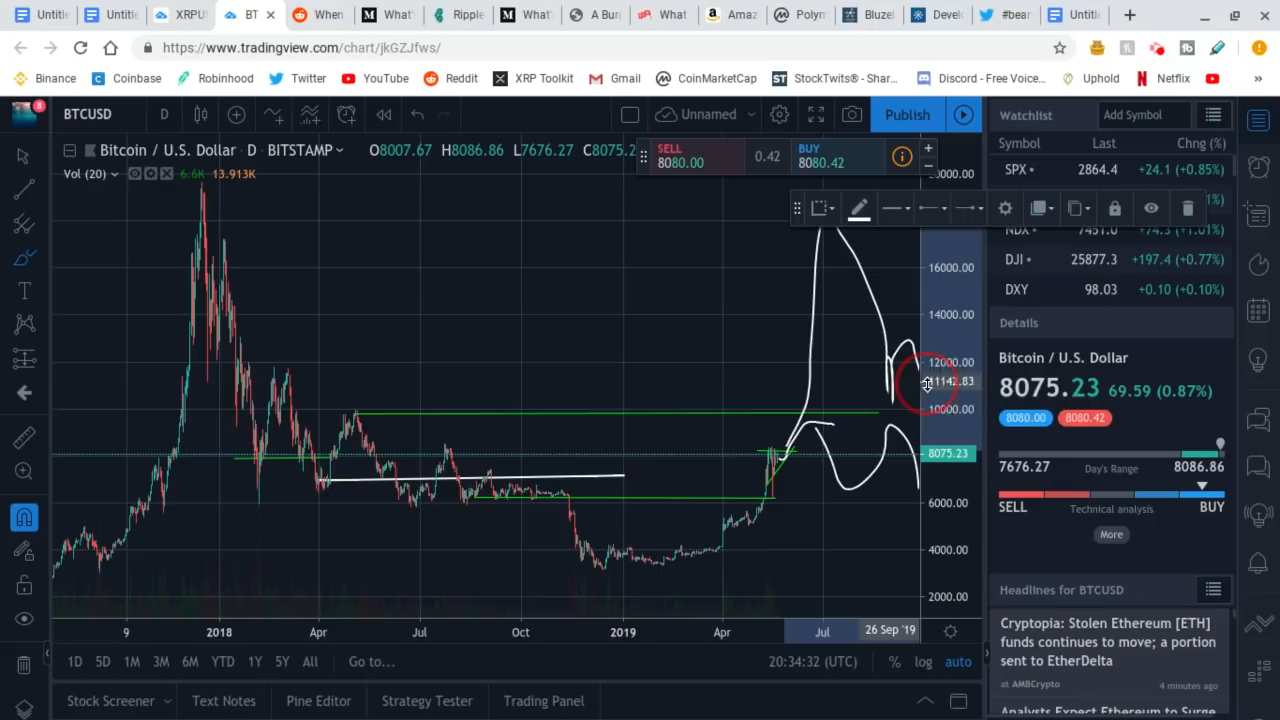 Untitl
Untitl
XRPU
BT
When
What'
Ripple
What'
A Bur
What
Amaz
Polym
Bluzel
Develo
#bear
Untitl
https://www.tradingview.com/chart/jkGZJfws/
Binance Coinbase Robinhood Twitter YouTube Reddit XRP Toolkit Gmail CoinMarketCap StockTwits® - Shar... Discord - Free Voice... Uphold Netflix »
8 BTCUSD D Unnamed Publish Watchlist Add Symbol
Bitcoin / U.S. Dollar D BITSTAMP O8007.67 H8086.86 L7676.27 C8075.2
Vol (20) 6.6K 13.913K
SELL 8080.00 0.42 BUY 8080.42
Symbol Last Chng (%)
SPX 2864.4 +24.1 (+0.85%)
NDX 7451.0 +74.3 (+1.01%)
DJI 25877.3 +197.4 (+0.77%)
DXY 98.03 +0.10 (+0.10%)
20000.00
16000.00
14000.00
12000.00
11142.83
10000.00
8075.23
6000.00
4000.00
2000.00
Details
Bitcoin / U.S. Dollar
8075.23 69.59 (0.87%)
8080.00 8080.42
7676.27 Day's Range 8086.86
SELL Technical analysis BUY
More
Headlines for BTCUSD
Cryptopia: Stolen Ethereum [ETH]
funds continues to move; a portion
sent to EtherDelta
at AMBCrypto 4 minutes ago
Analysts Expect Ethereum to Surge
9 2018 Apr Jul Oct 2019 Apr Jul 26 Sep '19
1D 5D 1M 3M 6M YTD 1Y 5Y All Go to... 20:34:32 (UTC) % log auto
Stock Screener Text Notes Pine Editor Strategy Tester Trading Panel